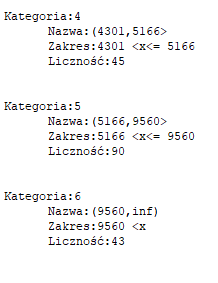 Kategoria:4
Nazwa:(4301,5166>
Zakres:4301 <x<= 5166
Liczność:45
Kategoria:5
Nazwa:(5166,9560>
Zakres:5166 <x<= 9560
Liczność:90
Kategoria:6
Nazwa:(9560,inf)
Zakres:9560 <x
Liczność:43